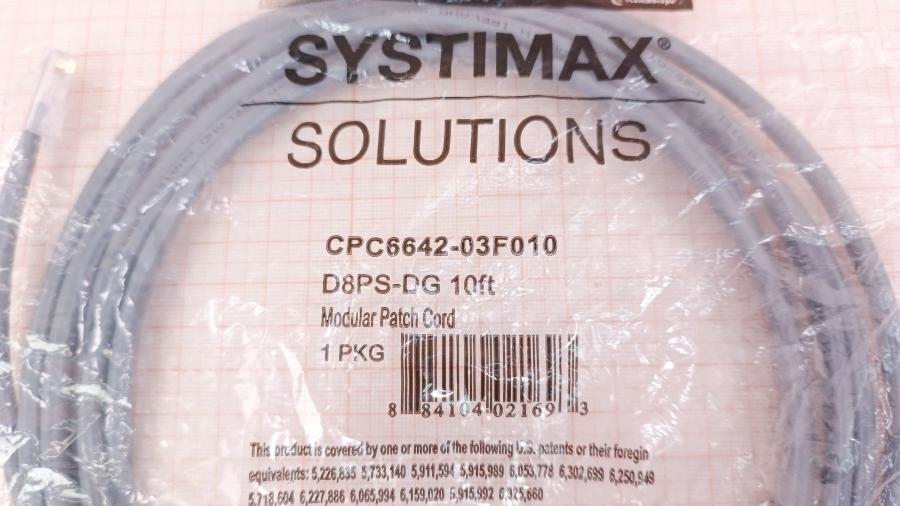 SYSTIMAX®
SOLUTIONS
CPC6642-03F010
D8PS-DG 10ft
Modular Patch Cord
1 PKG
8 84104 02169 3
This product is covered by one or more of the following U.S. patents or their foregin
equivalents: 5,226,835 5,733,140 5,911,594 5,915,989 6,053,778 6,302,699 6,250,949
5,718,604 6,227,886 6,065,994 6,159,020 5,915,992 6,325,660